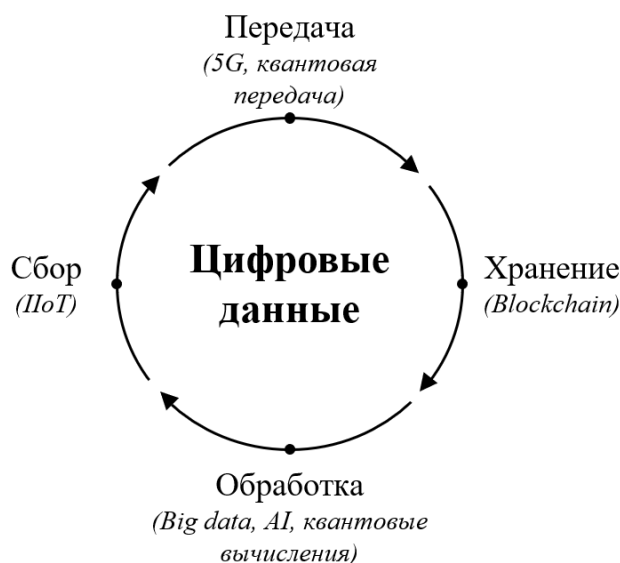 Передача
(5G, квантовая
передача)
Цифровые
данные
Сбор
(IIoT)
Хранение
(Blockchain)
Обработка
(Big data, AI, квантовые
вычисления)